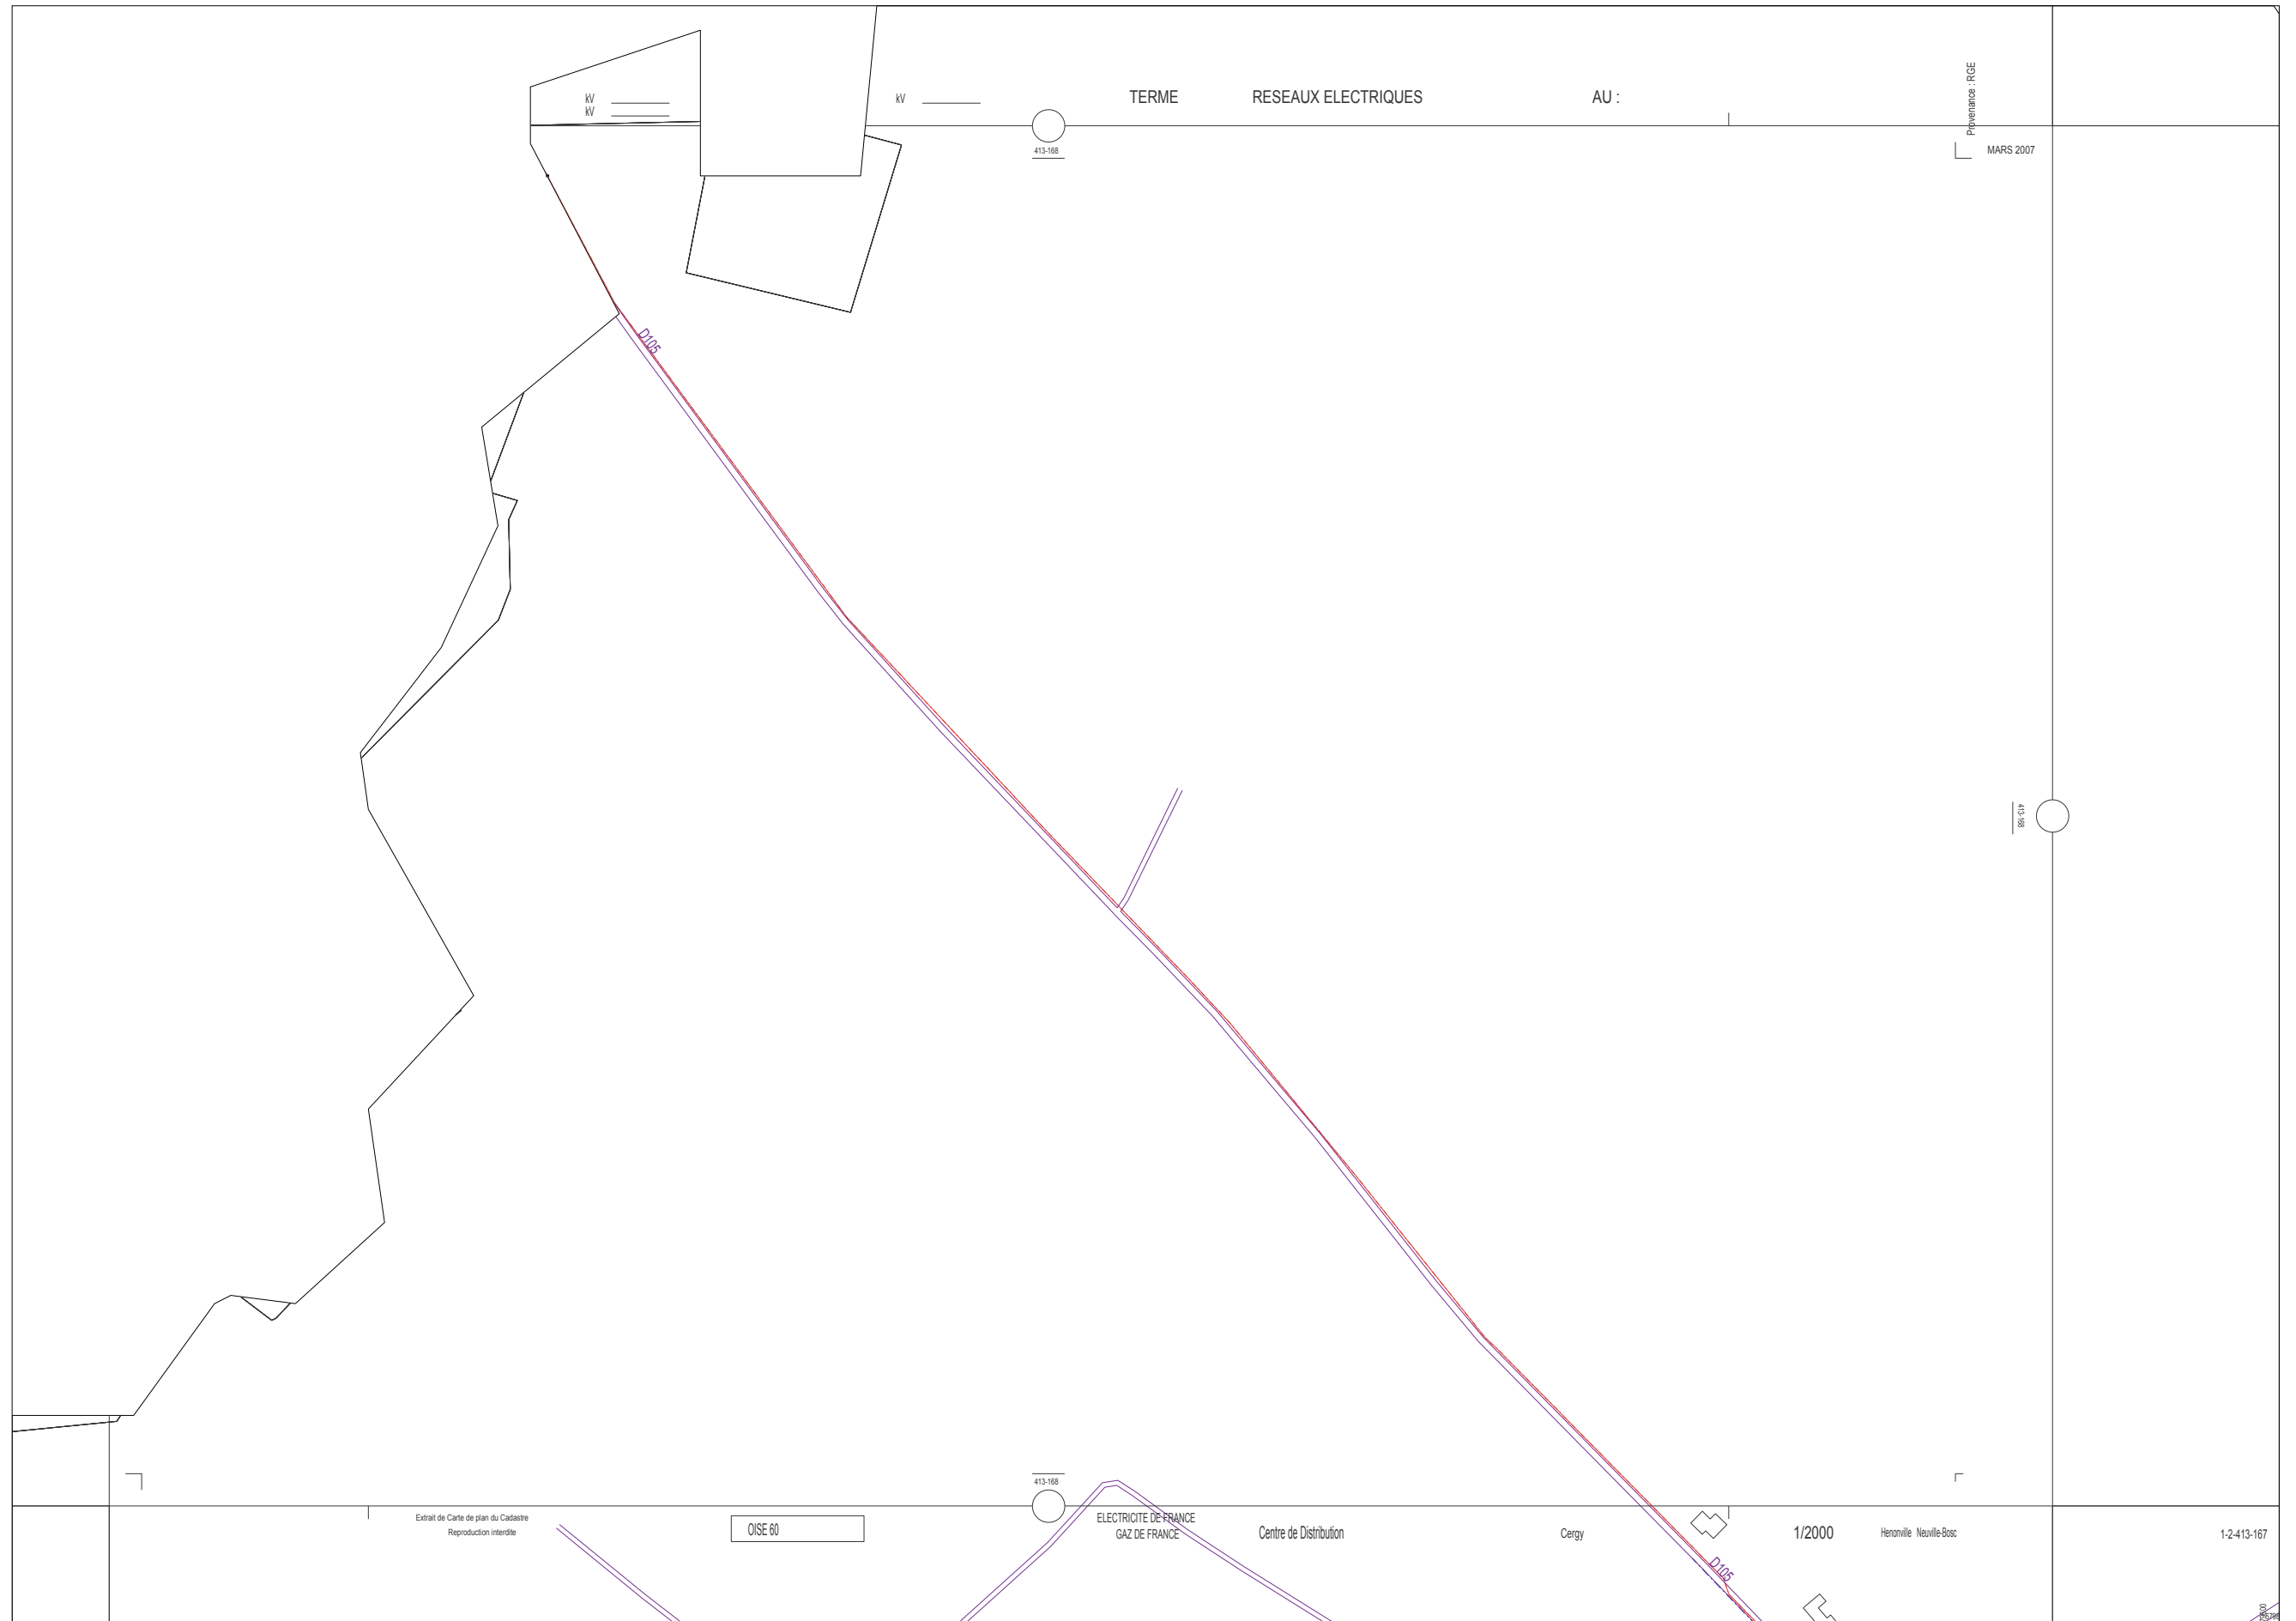 Provenance : RGE
kV
kV
kV
TERME RESEAUX ELECTRIQUES AU :
413-168
MARS 2007
D105
413-168
413-168
Extrait de Carte de plan du Cadastre
Reproduction interdite
OISE 60
ELECTRICITE DE FRANCE
GAZ DE FRANCE
Centre de Distribution
Cergy
1/2000
Henonville Neuville-Bosc
1-2-413-167
D105